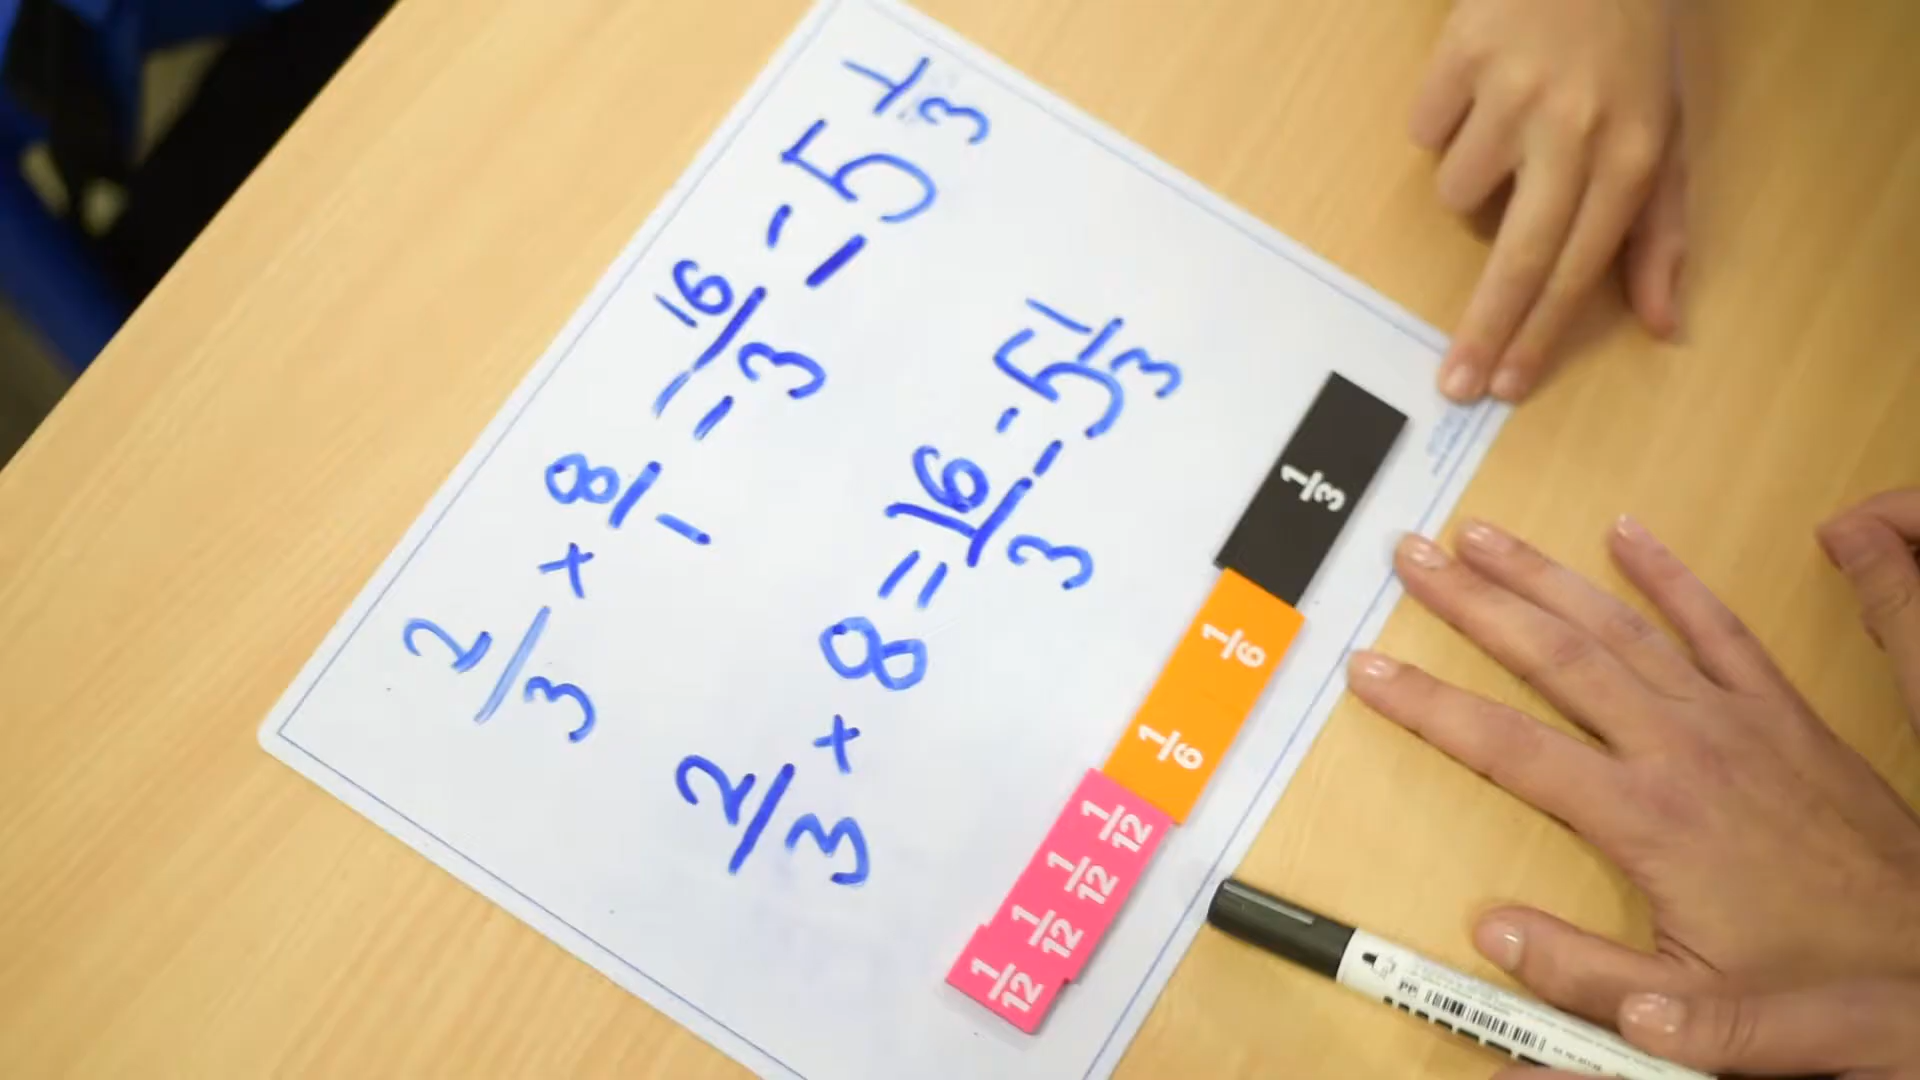 2/3 × 8/1 = 16/3 = 5 1/3
2/3 × 8 = 16/3 = 5 1/3
1/12 1/12 1/12 1/12 1/6 1/6 1/3